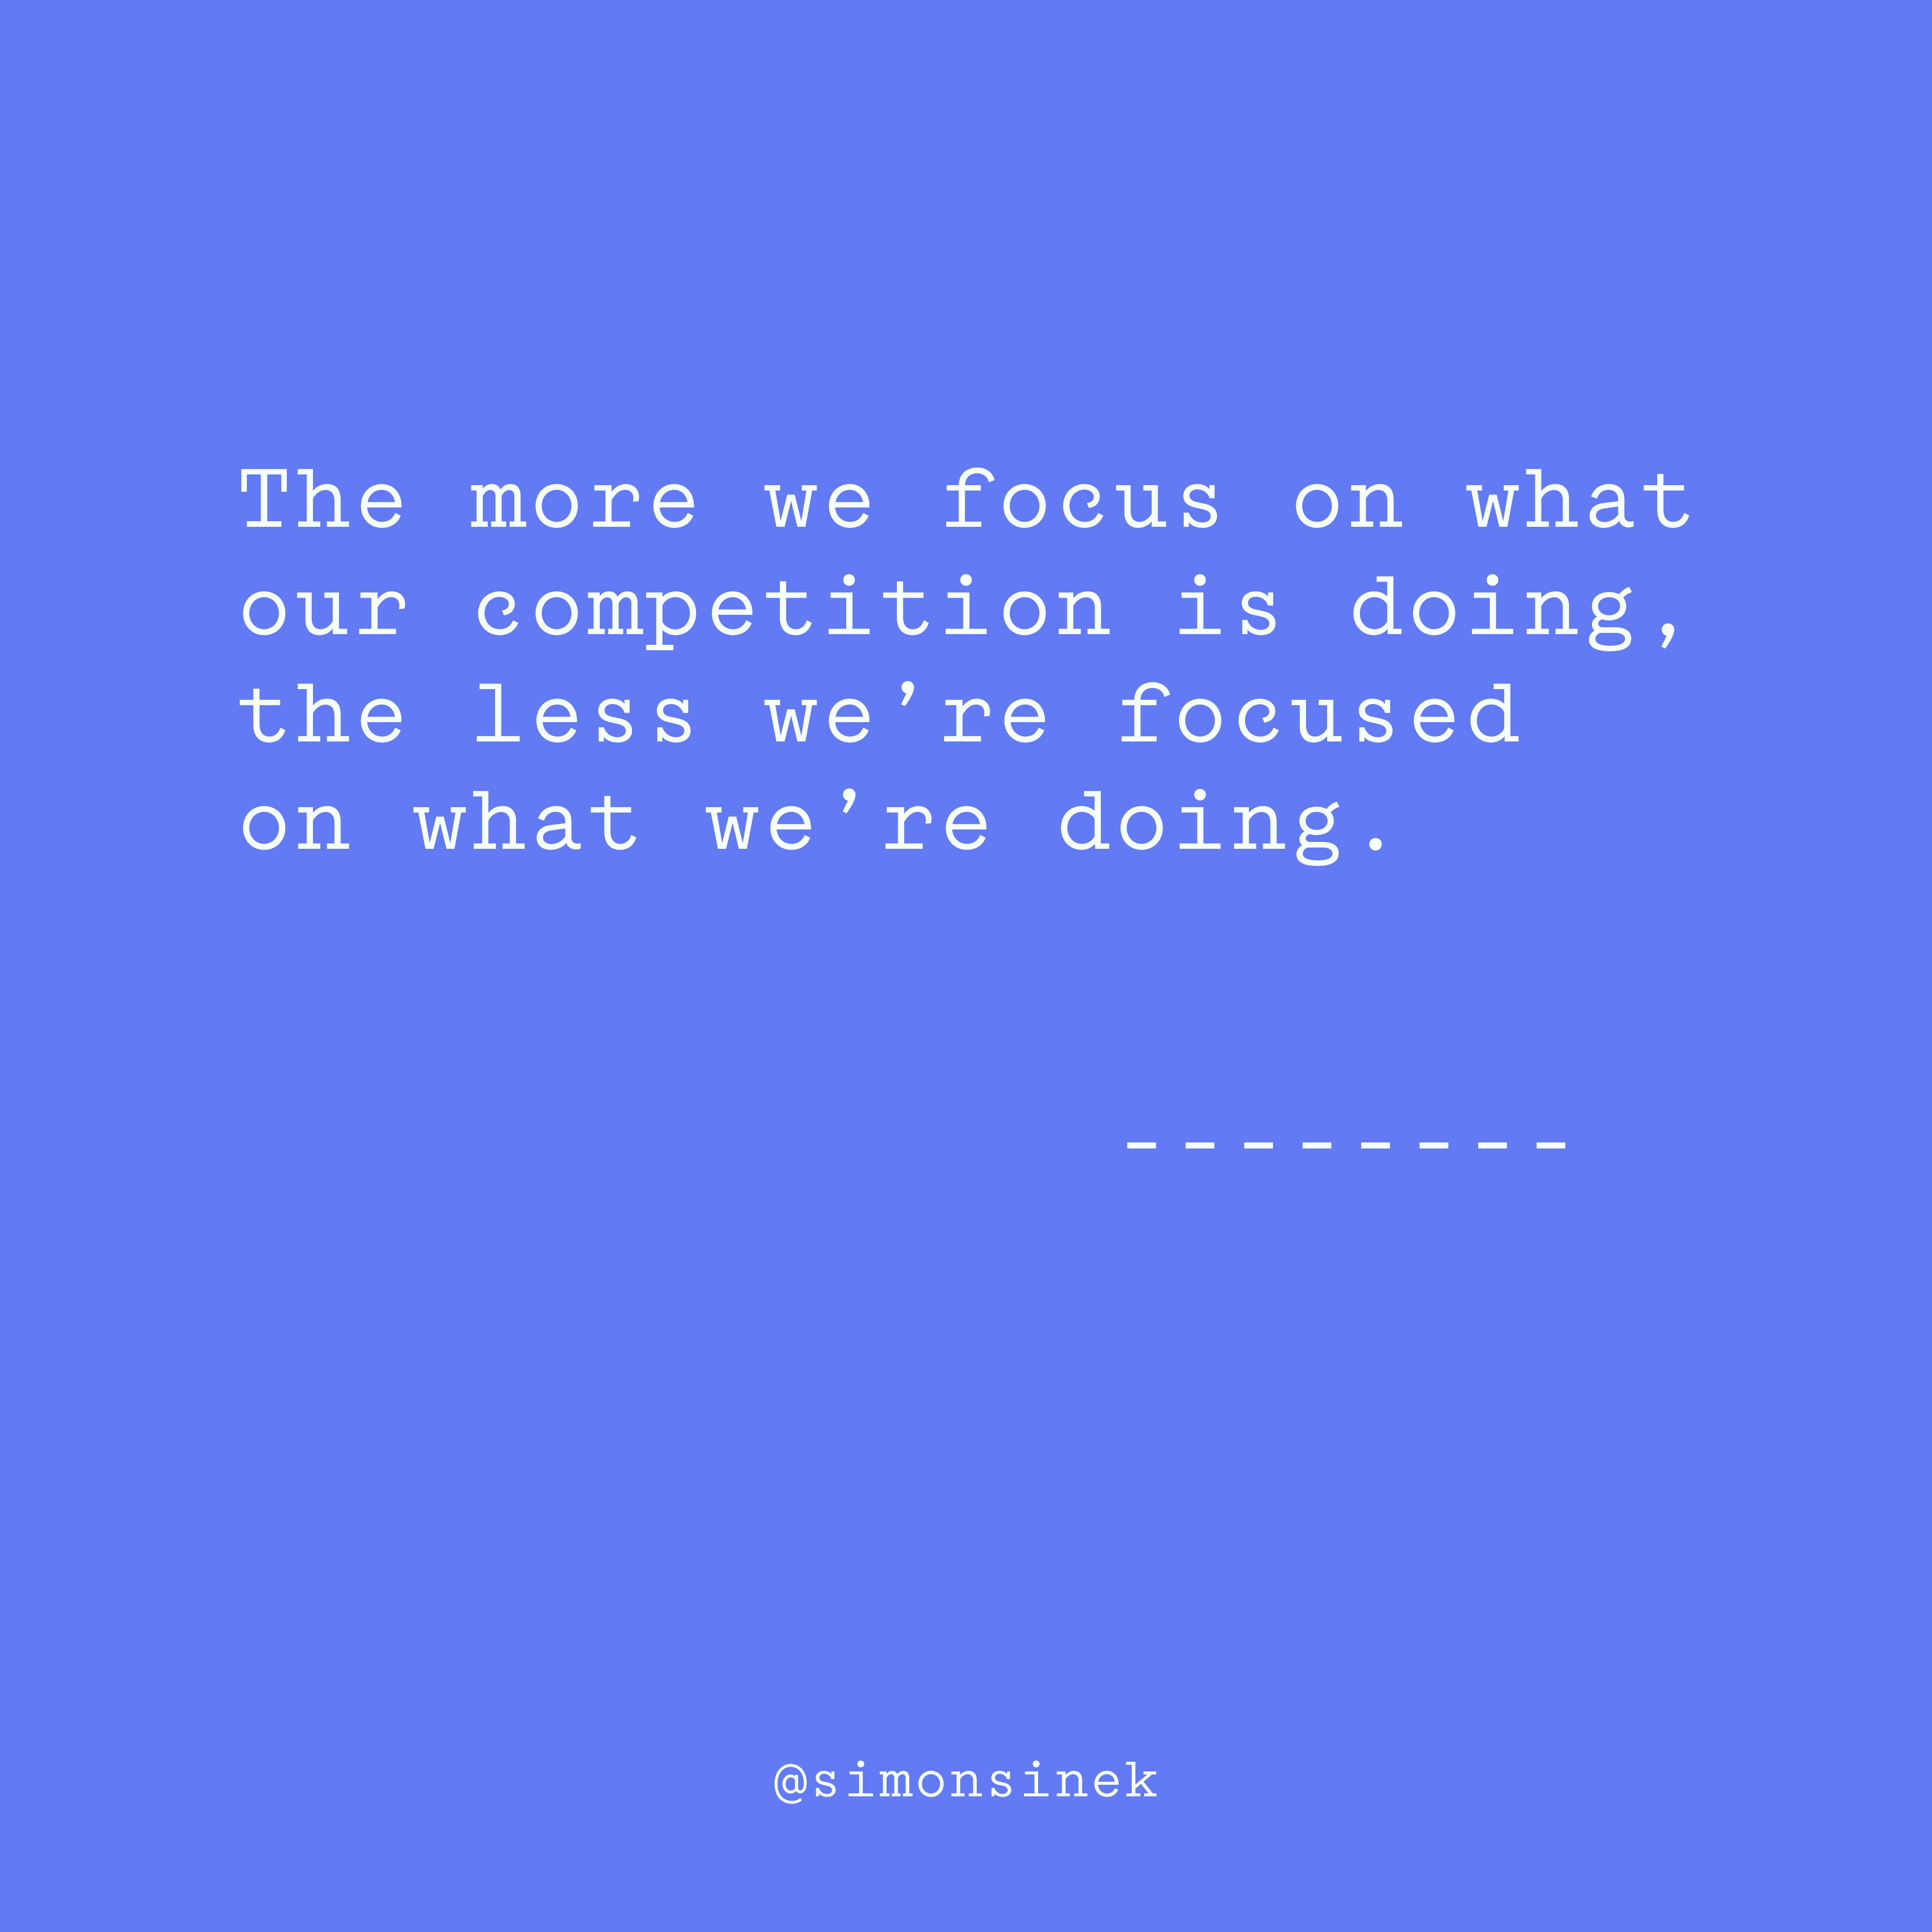 The more we focus on what
our competition is doing,
the less we’re focused
on what we’re doing.
--------
@simonsinek